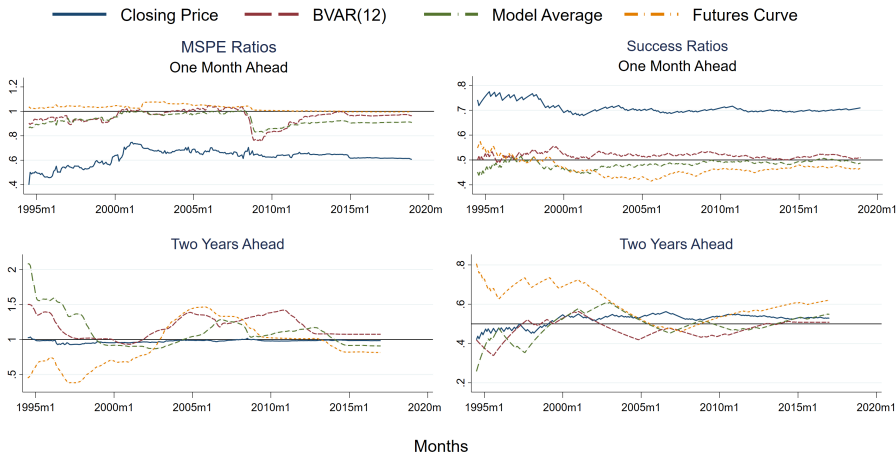 Closing Price BVAR(12) Model Average Futures Curve
MSPE Ratios
One Month Ahead
.4 .6 .8 1 1.2
1995m1 2000m1 2005m1 2010m1 2015m1 2020m1
Success Ratios
One Month Ahead
.4 .5 .6 .7 .8
1995m1 2000m1 2005m1 2010m1 2015m1 2020m1
Two Years Ahead
.5 1 1.5 2
1995m1 2000m1 2005m1 2010m1 2015m1 2020m1
Two Years Ahead
.2 .4 .6 .8
1995m1 2000m1 2005m1 2010m1 2015m1 2020m1
Months